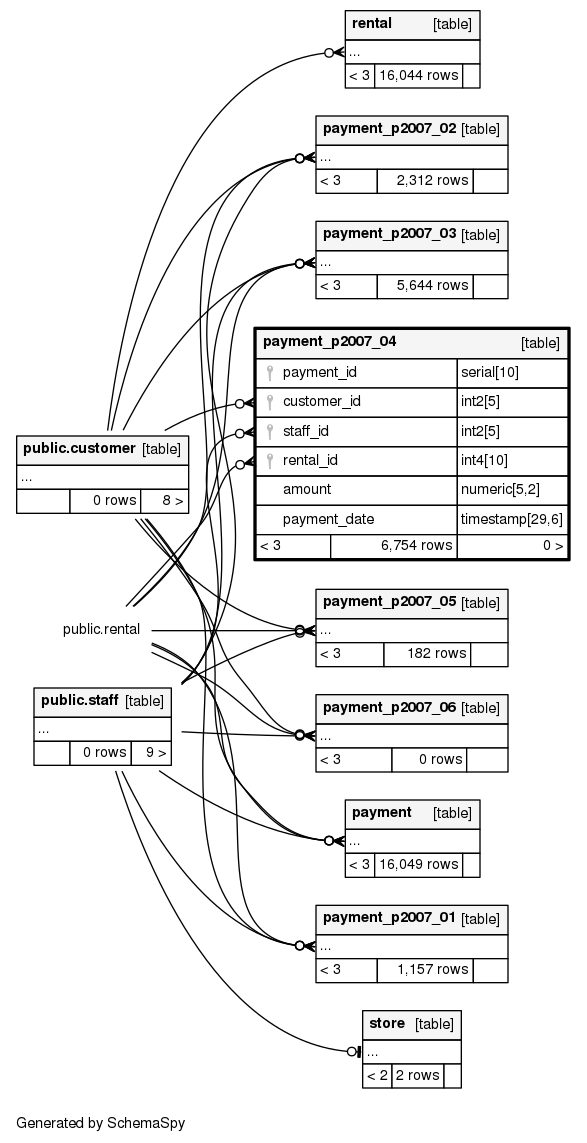 rental [table]
...
< 3 16,044 rows
payment_p2007_02 [table]
...
< 3 2,312 rows
payment_p2007_03 [table]
...
< 3 5,644 rows
payment_p2007_04 [table]
payment_id serial[10]
customer_id int2[5]
staff_id int2[5]
rental_id int4[10]
amount numeric[5,2]
payment_date timestamp[29,6]
< 3 6,754 rows 0 >
public.customer [table]
...
0 rows 8 >
payment_p2007_05 [table]
...
< 3 182 rows
public.rental
public.staff [table]
...
0 rows 9 >
payment_p2007_06 [table]
...
< 3 0 rows
payment [table]
...
< 3 16,049 rows
payment_p2007_01 [table]
...
< 3 1,157 rows
store [table]
...
< 2 2 rows
Generated by SchemaSpy